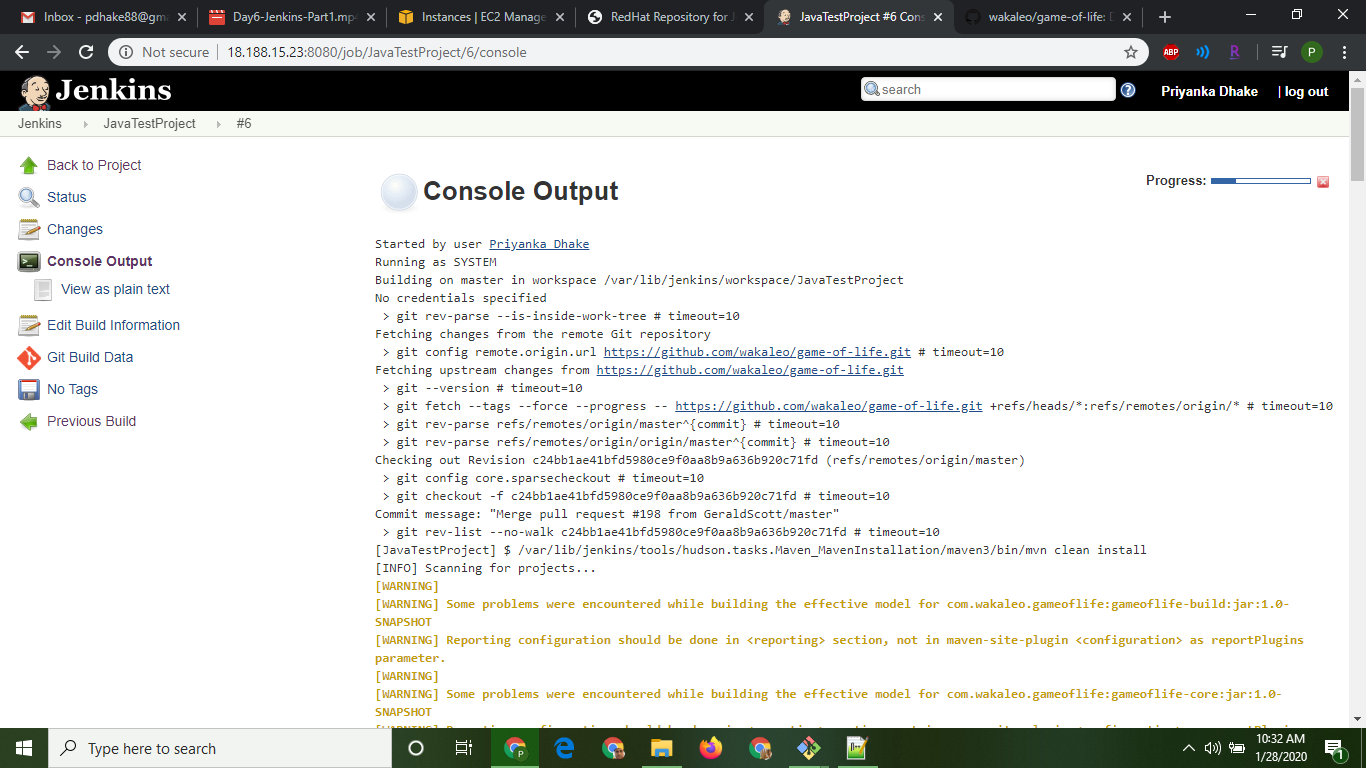 Inbox - pdhake88@gma
Day6-Jenkins-Part1.mp4
Instances | EC2 Manage
RedHat Repository for J
JavaTestProject #6 Cons
wakaleo/game-of-life: D
Not secure | 18.188.15.23:8080/job/JavaTestProject/6/console
ABP
R
P
Jenkins
search
?
Priyanka Dhake
| log out
Jenkins
JavaTestProject
#6
Back to Project
Status
Changes
Console Output
View as plain text
Edit Build Information
Git Build Data
No Tags
Previous Build
Console Output
Progress:
Started by user Priyanka Dhake
Running as SYSTEM
Building on master in workspace /var/lib/jenkins/workspace/JavaTestProject
No credentials specified
> git rev-parse --is-inside-work-tree # timeout=10
Fetching changes from the remote Git repository
> git config remote.origin.url https://github.com/wakaleo/game-of-life.git # timeout=10
Fetching upstream changes from https://github.com/wakaleo/game-of-life.git
> git --version # timeout=10
> git fetch --tags --force --progress -- https://github.com/wakaleo/game-of-life.git +refs/heads/*:refs/remotes/origin/* # timeout=10
> git rev-parse refs/remotes/origin/master^{commit} # timeout=10
> git rev-parse refs/remotes/origin/origin/master^{commit} # timeout=10
Checking out Revision c24bb1ae41bfd5980ce9f0aa8b9a636b920c71fd (refs/remotes/origin/master)
> git config core.sparsecheckout # timeout=10
> git checkout -f c24bb1ae41bfd5980ce9f0aa8b9a636b920c71fd # timeout=10
Commit message: "Merge pull request #198 from GeraldScott/master"
> git rev-list --no-walk c24bb1ae41bfd5980ce9f0aa8b9a636b920c71fd # timeout=10
[JavaTestProject] $ /var/lib/jenkins/tools/hudson.tasks.Maven_MavenInstallation/maven3/bin/mvn clean install
[INFO] Scanning for projects...
[WARNING]
[WARNING] Some problems were encountered while building the effective model for com.wakaleo.gameoflife:gameoflife-build:jar:1.0-
SNAPSHOT
[WARNING] Reporting configuration should be done in <reporting> section, not in maven-site-plugin <configuration> as reportPlugins
parameter.
[WARNING]
[WARNING] Some problems were encountered while building the effective model for com.wakaleo.gameoflife:gameoflife-core:jar:1.0-
SNAPSHOT
Type here to search
P
10:32 AM
1/28/2020
1